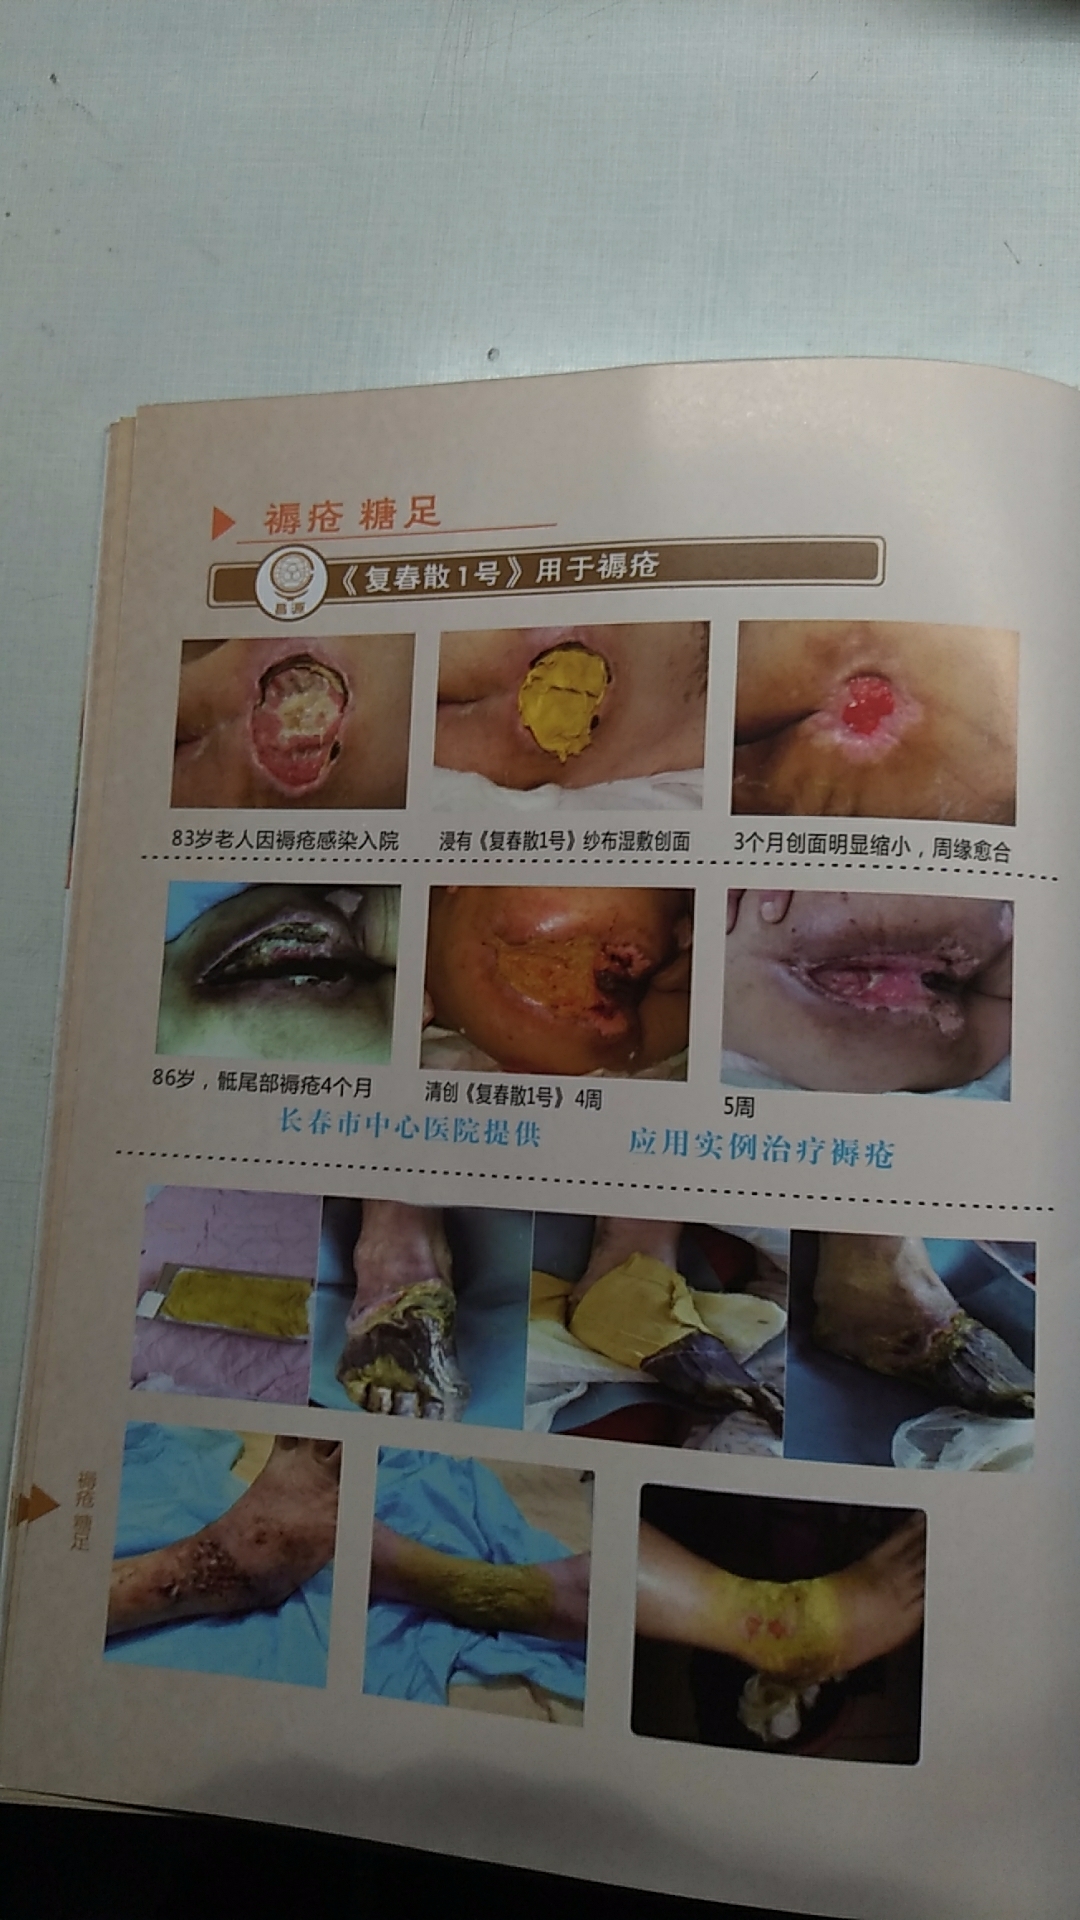 褥疮 糖足
《复春散1号》用于褥疮
昌源
83岁老人因褥疮感染入院
浸有《复春散1号》纱布湿敷创面
3个月创面明显缩小，周缘愈合
86岁，骶尾部褥疮4个月
清创《复春散1号》 4周
5周
长春市中心医院提供 应用实例治疗褥疮
褥疮 糖足